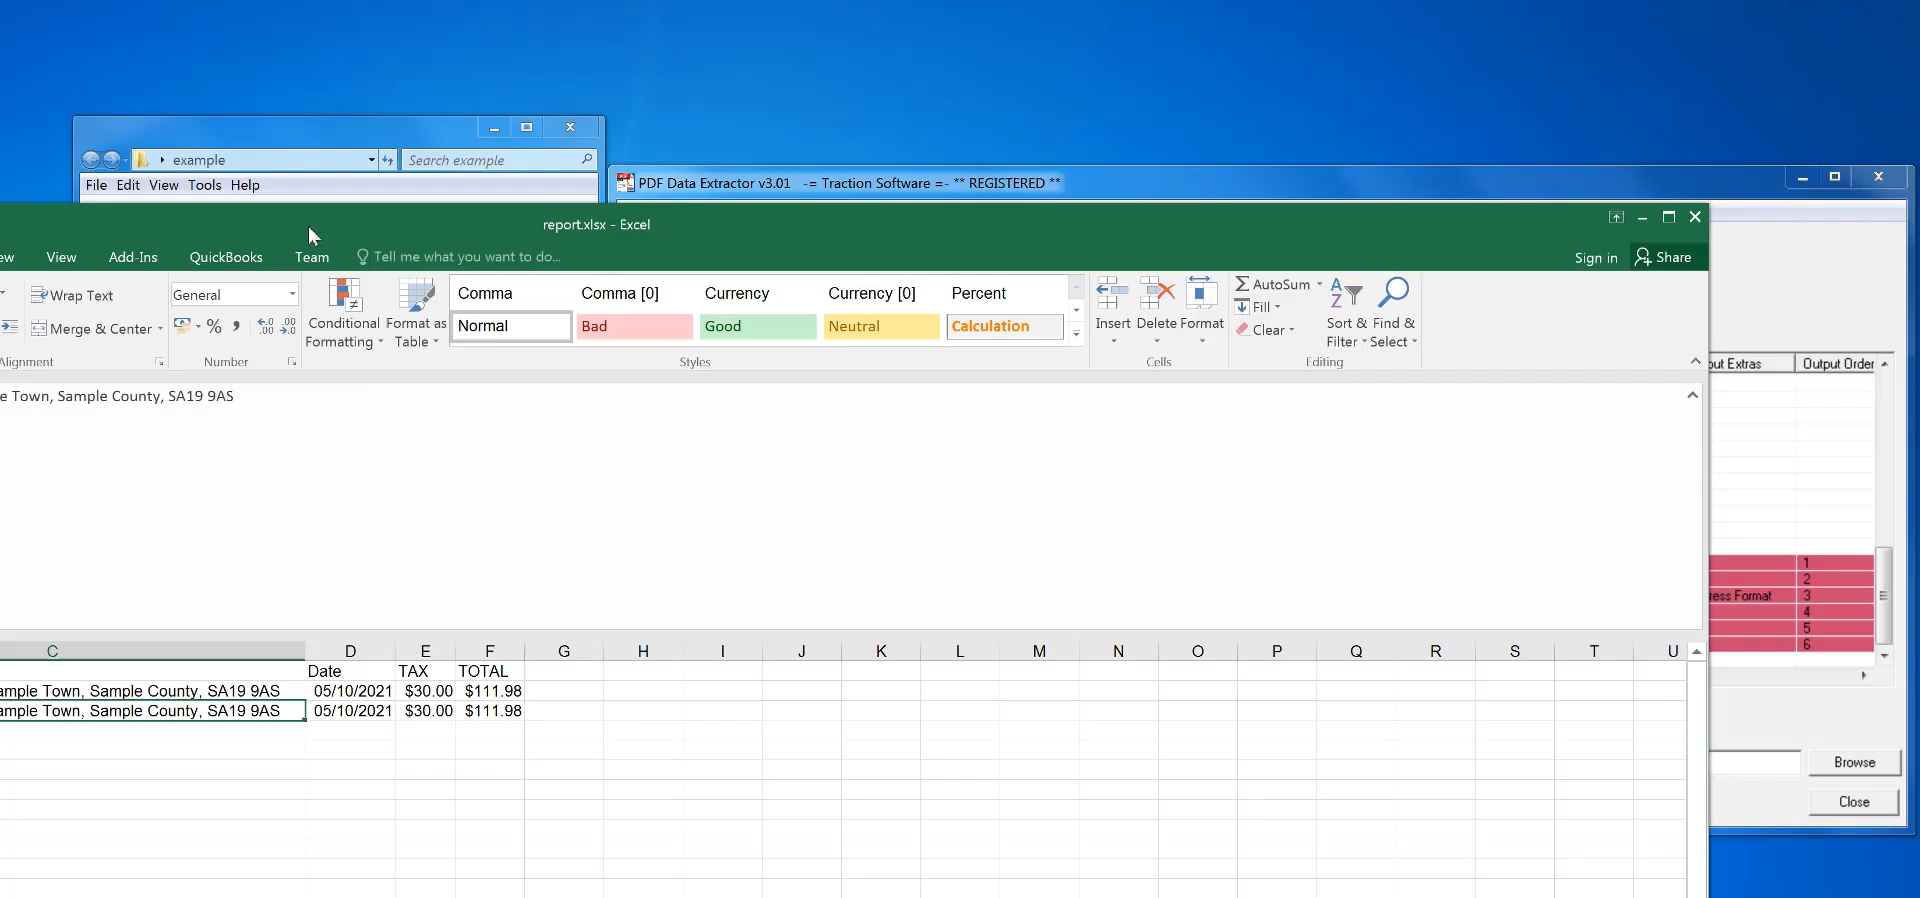 example
Search example
File Edit View Tools Help
PDF Data Extractor v3.01 -= Traction Software =- ** REGISTERED **
report.xlsx - Excel
ew View Add-Ins QuickBooks Team Tell me what you want to do... Sign in Share
Wrap Text
Merge & Center
Alignment
General
% , .00 .00
Number
Conditional Formatting
Format as Table
Comma Comma [0] Currency Currency [0] Percent
Normal Bad Good Neutral Calculation
Styles
Insert Delete Format
Cells
AutoSum
Fill
Clear
Sort & Filter
Find & Select
Editing
e Town, Sample County, SA19 9AS
C D E F G H I J K L M N O P Q R S T U
Date TAX TOTAL
ample Town, Sample County, SA19 9AS 05/10/2021 $30.00 $111.98
ample Town, Sample County, SA19 9AS 05/10/2021 $30.00 $111.98
put Extras Output Order
1
2
ress Format 3
4
5
6
Browse
Close